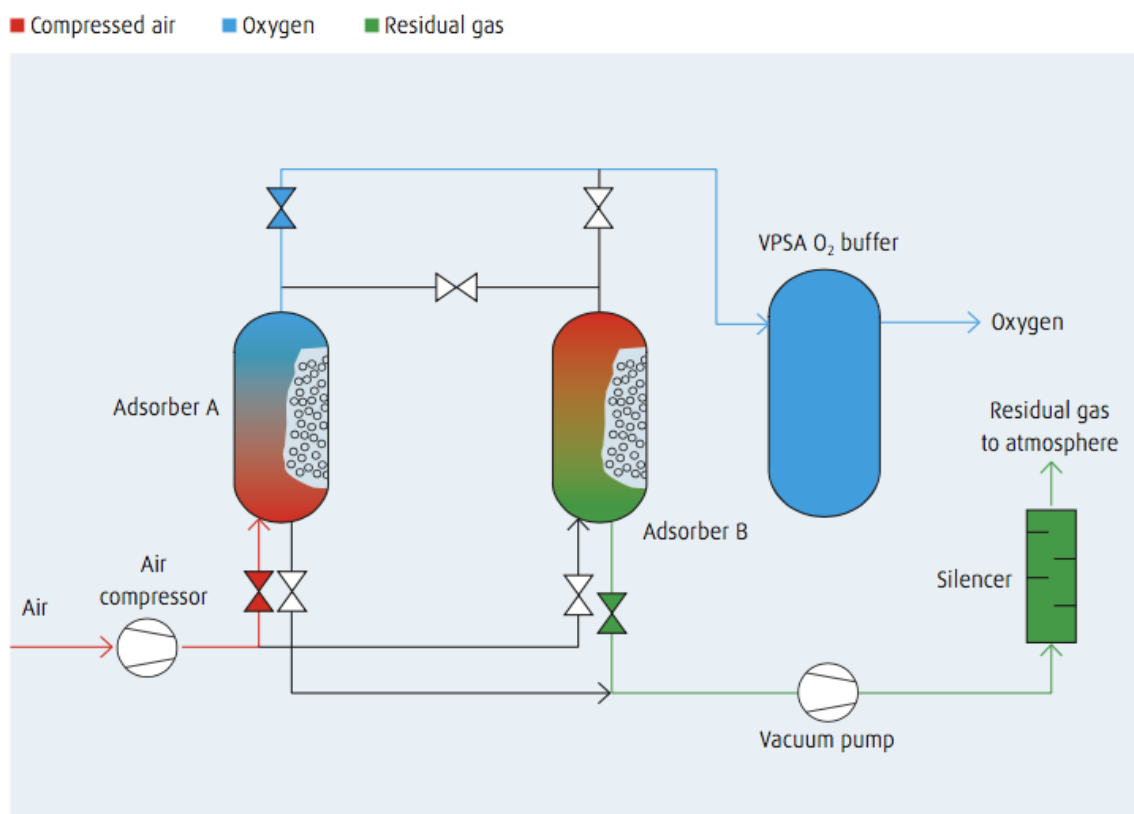 Compressed air
Oxygen
Residual gas
VPSA O₂ buffer
Oxygen
Adsorber A
Residual gas
to atmosphere
Adsorber B
Air
compressor
Silencer
Air
Vacuum pump